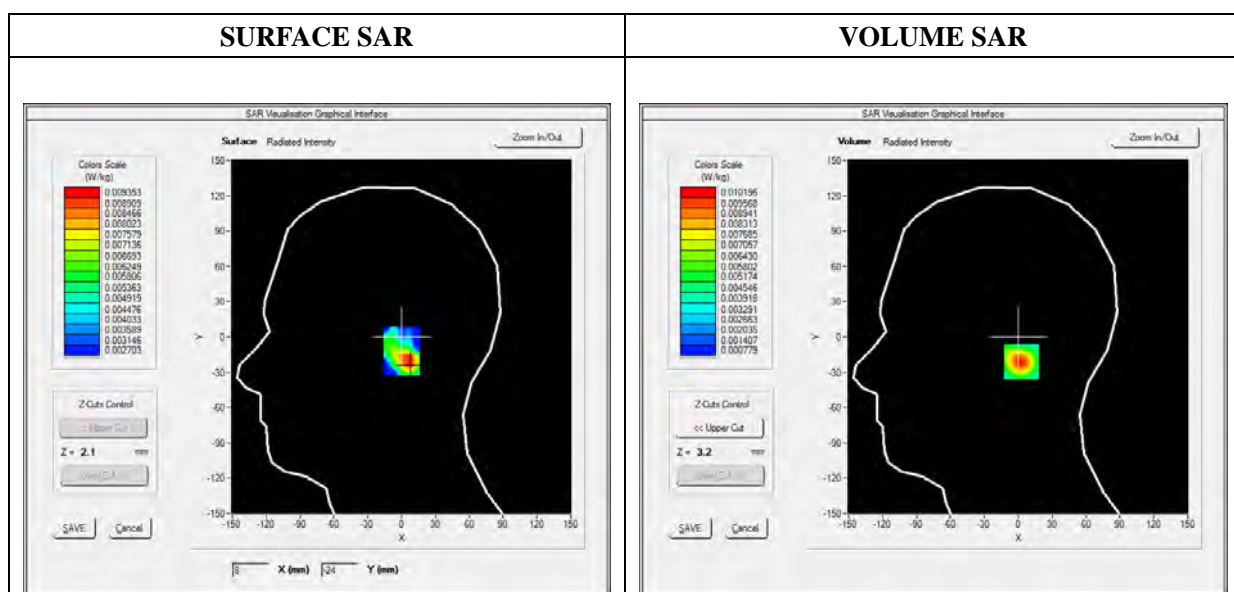 SURFACE SAR
VOLUME SAR
SAR Visualisation Graphical Interface
Surface Radiated Intensity
Zoom In/Out
Colors Scale
(W/kg)
0.009353
0.008909
0.008466
0.008023
0.007579
0.007136
0.006693
0.006249
0.005806
0.005363
0.004919
0.004476
0.004033
0.003589
0.003146
0.002703
Z-Cuts Control
<< Upper Cut
Z = 2.1 mm
SAVE Cancel
150
120
90
60
30
0
-30
-60
-90
-120
-150
Y
-150 -120 -90 -60 -30 0 30 60 90 120 150
X
8 X (mm) -24 Y (mm)
SAR Visualisation Graphical Interface
Volume Radiated Intensity
Zoom In/Out
Colors Scale
(W/kg)
0.010196
0.009568
0.008941
0.008313
0.007685
0.007057
0.006430
0.005802
0.005174
0.004546
0.003918
0.003291
0.002663
0.002035
0.001407
0.000779
Z-Cuts Control
<< Upper Cut
Z = 3.2 mm
SAVE Cancel
150
120
90
60
30
0
-30
-60
-90
-120
-150
Y
-150 -120 -90 -60 -30 0 30 60 90 120 150
X